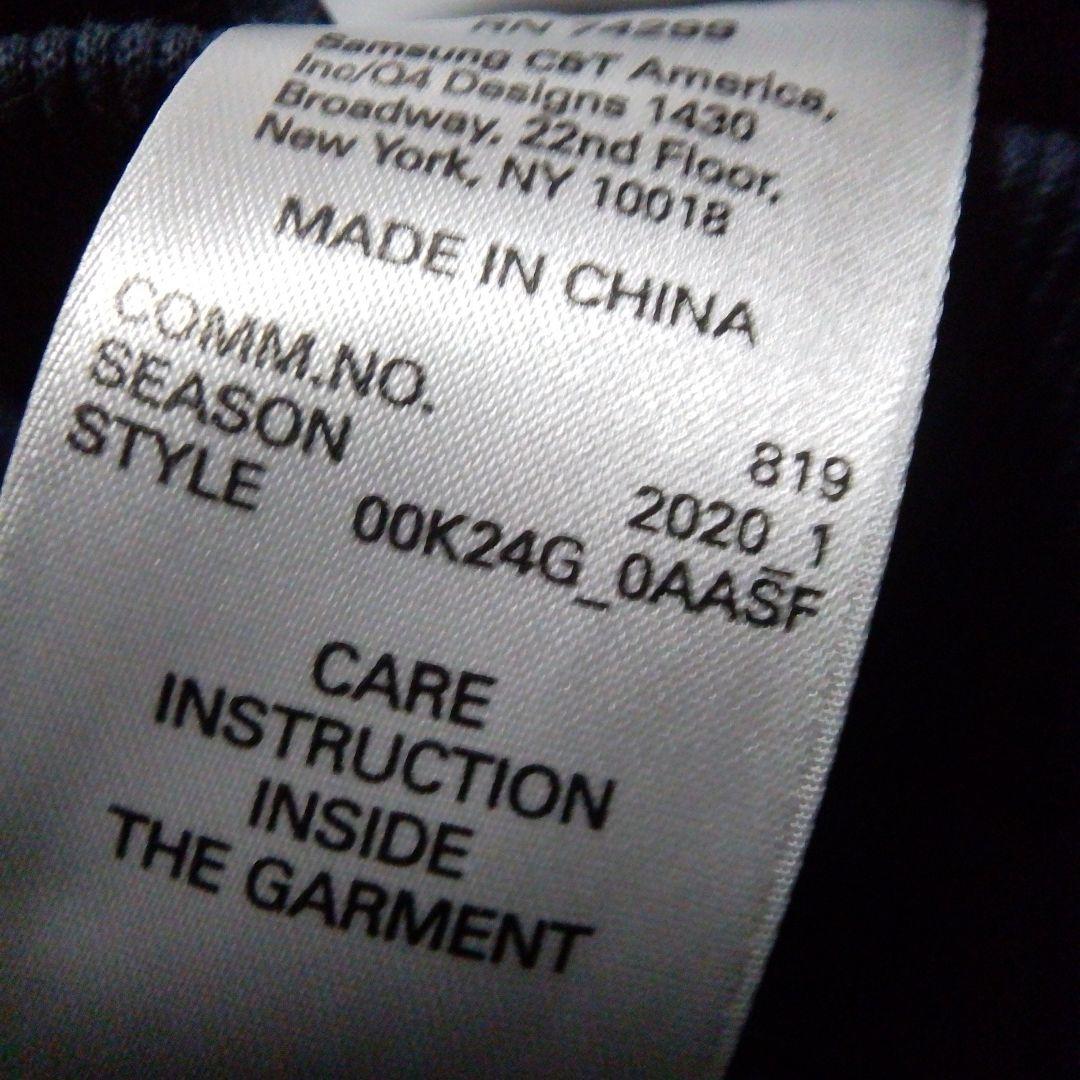 RN 74299
Samsung C&T America,
Inc/Q4 Designs 1430
Broadway, 22nd Floor,
New York, NY 10018
MADE IN CHINA
COMM.NO. 819
SEASON 2020_1
STYLE 00K24G_0AASF
CARE
INSTRUCTION
INSIDE
THE GARMENT